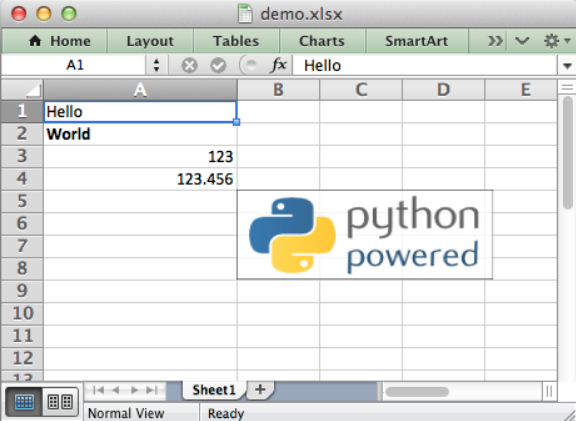 demo.xlsx
Home Layout Tables Charts SmartArt
A1 fx Hello
A B C D E
1 Hello
2 World
3 123
4 123.456
5
python
6
powered
7
8
9
10
11
12
13
Sheet1
Normal View Ready